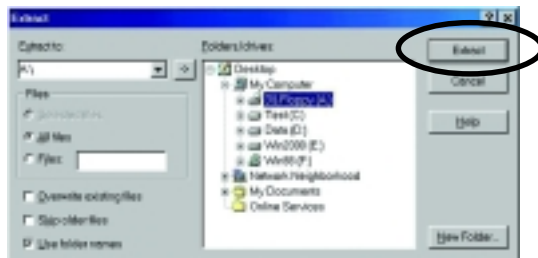 Extract
Extract to:
A:\
Files
Selected files
All files
Files:
Overwrite existing files
Skip older files
Use folder names
Folders/drives:
Desktop
My Computer
3½ Floppy (A:)
Test (C:)
Data (D:)
Win2000 (E:)
Win98 (F:)
Network Neighborhood
My Documents
Online Services
Extract
Cancel
Help
New Folder...